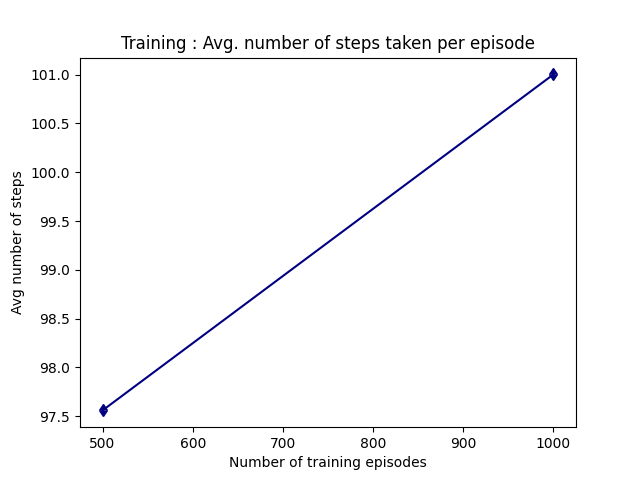 Training : Avg. number of steps taken per episode
101.0
100.5
100.0
99.5
99.0
98.5
98.0
97.5
Avg number of steps
500 600 700 800 900 1000
Number of training episodes